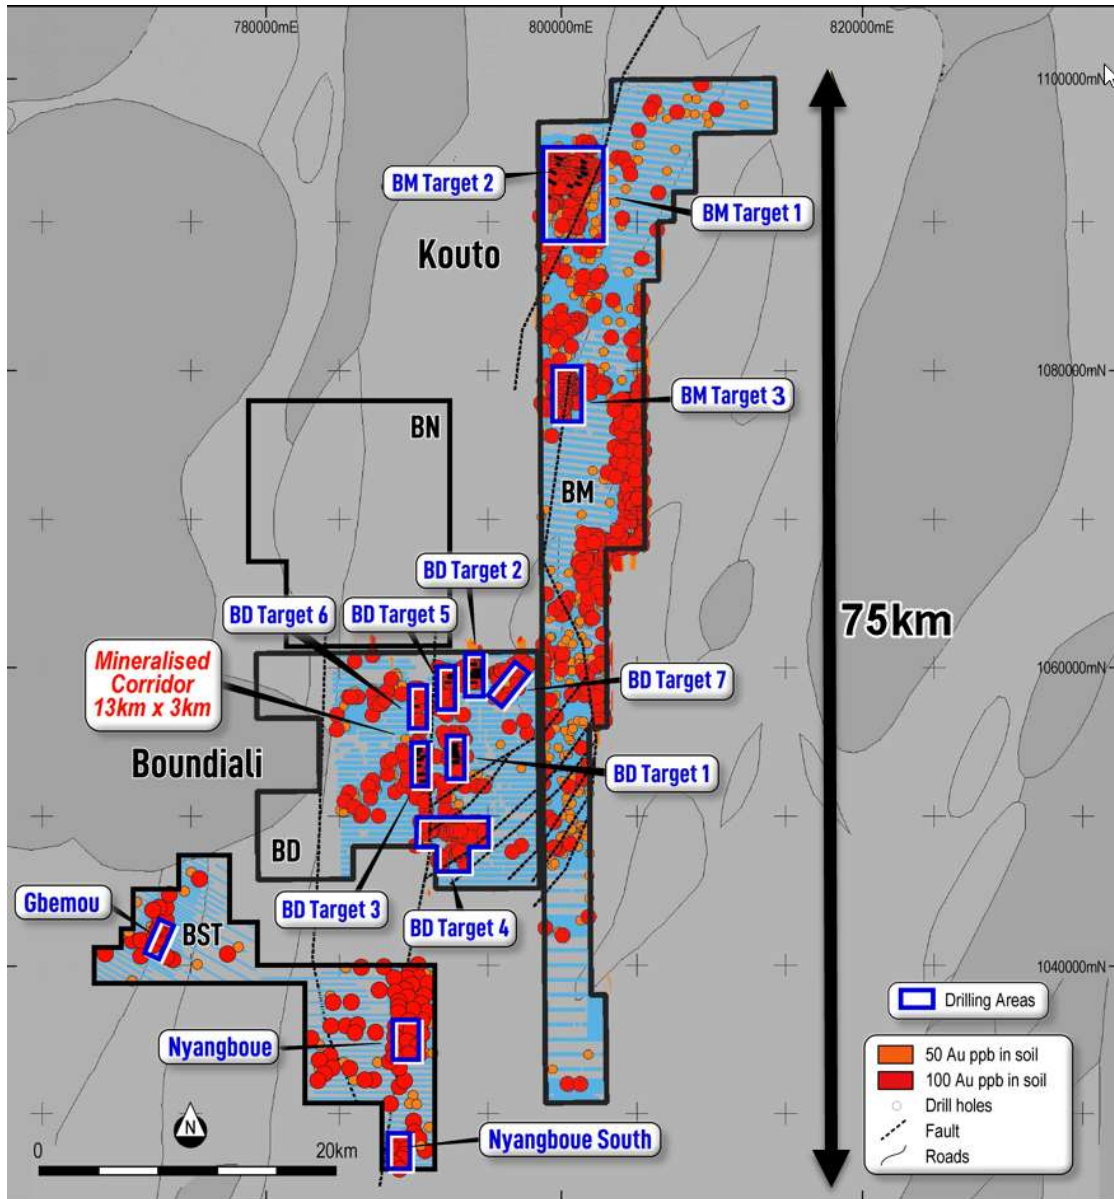 780000mE
800000mE
820000mE
1100000mN
BM Target 2
BM Target 1
Kouto
1080000mN
BM Target 3
BN
BM
BD Target 2
BD Target 6
BD Target 5
75km
Mineralised
Corridor
13km x 3km
1060000mN
BD Target 7
Boundiali
BD Target 1
BD
BD Target 3
BD Target 4
Gbemou
BST
1040000mN
Drilling Areas
Nyangboue
50 Au ppb in soil
100 Au ppb in soil
Drill holes
Fault
Roads
N
Nyangboue South
0
20km